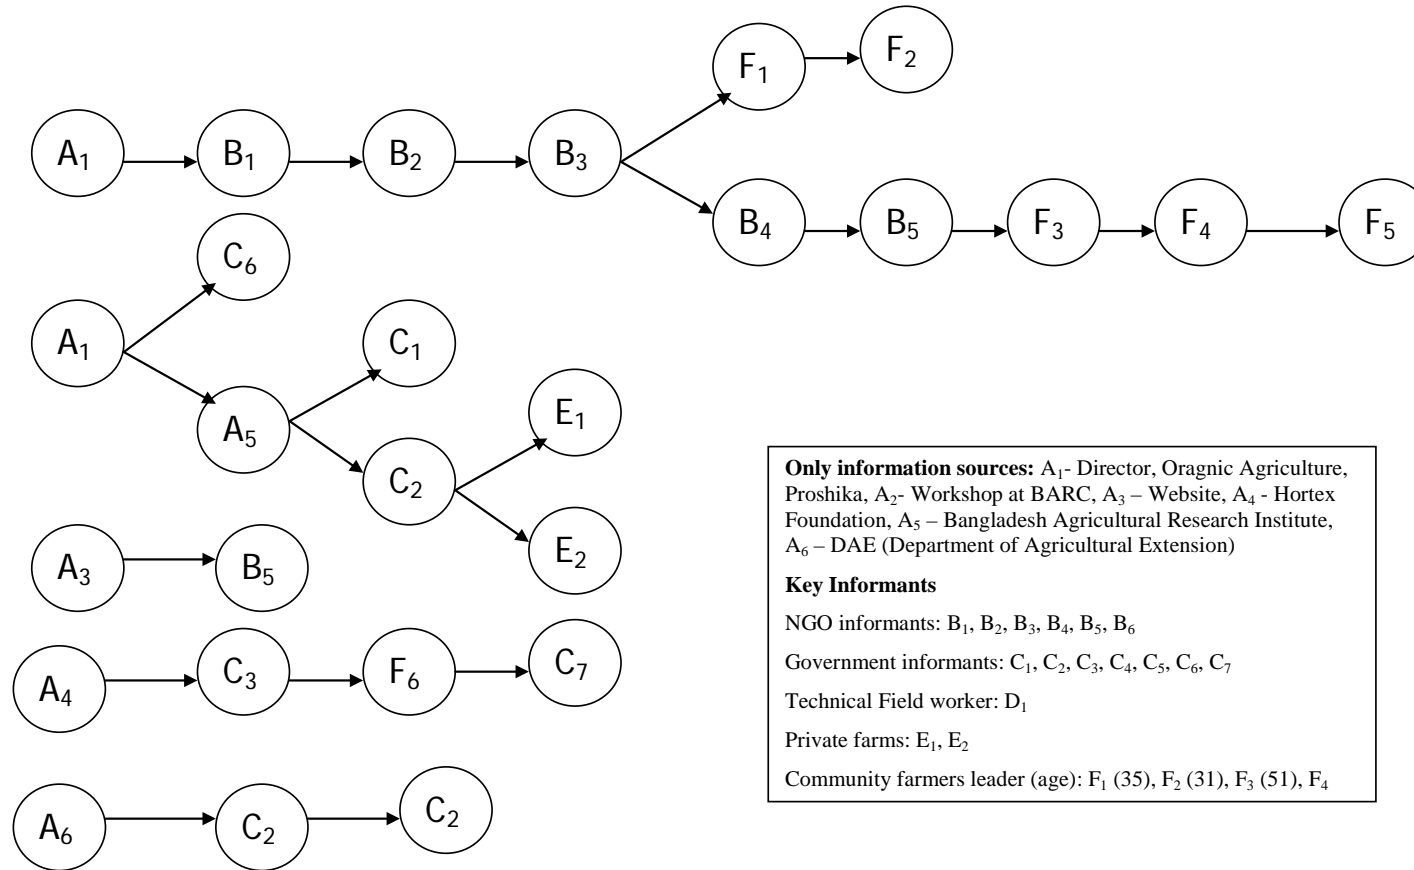 F₁
F₂
A₁
B₁
B₂
B₃
B₄
B₅
F₃
F₄
F₅
C₆
A₁
A₅
C₁
C₂
E₁
E₂
A₃
B₅
A₄
C₃
F₆
C₇
A₆
C₂
C₂
Only information sources: A₁- Director, Oragnic Agriculture,
Proshika, A₂- Workshop at BARC, A₃ – Website, A₄ - Hortex
Foundation, A₅ – Bangladesh Agricultural Research Institute,
A₆ – DAE (Department of Agricultural Extension)
Key Informants
NGO informants: B₁, B₂, B₃, B₄, B₅, B₆
Government informants: C₁, C₂, C₃, C₄, C₅, C₆, C₇
Technical Field worker: D₁
Private farms: E₁, E₂
Community farmers leader (age): F₁ (35), F₂ (31), F₃ (51), F₄